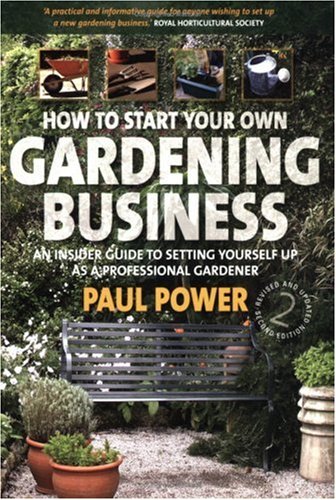 'A practical and informative guide for anyone wishing to set up
a new gardening business.' ROYAL HORTICULTURAL SOCIETY
HOW TO START YOUR OWN
GARDENING
BUSINESS
AN INSIDER GUIDE TO SETTING YOURSELF UP
AS A PROFESSIONAL GARDENER
PAUL POWER
2
SECOND EDITION
REVISED AND UPDATED